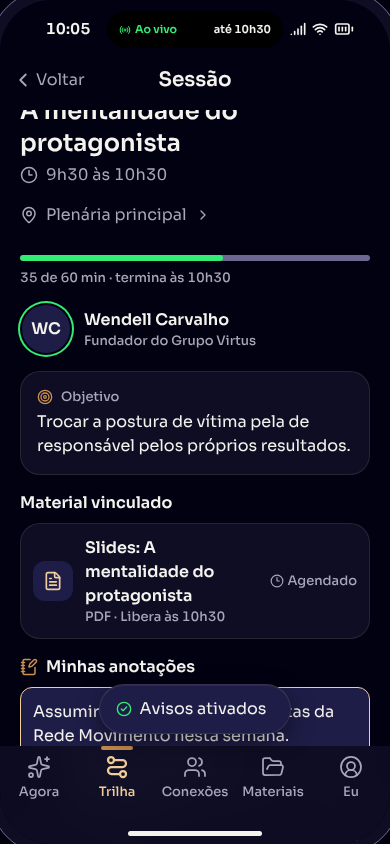 10:05
Ao vivo
até 10h30
Voltar
Sessão
A mentalidade do
protagonista
9h30 às 10h30
Plenária principal
35 de 60 min · termina às 10h30
WC
Wendell Carvalho
Fundador do Grupo Virtus
Objetivo
Trocar a postura de vítima pela de
responsável pelos próprios resultados.
Material vinculado
Slides: A
mentalidade do
protagonista
Agendado
PDF · Libera às 10h30
Minhas anotações
Avisos ativados
da
Rede Movimento nesta semana.
Agora
Trilha
Conexões
Materiais
Eu